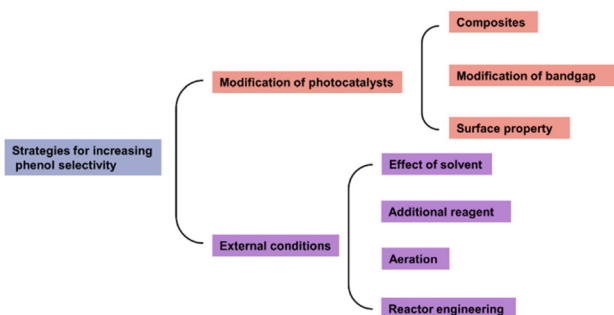 Strategies for increasing
phenol selectivity
Modification of photocatalysts
Composites
Modification of bandgap
Surface property
External conditions
Effect of solvent
Additional reagent
Aeration
Reactor engineering